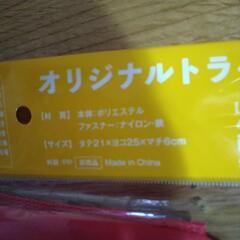 オリジナルトラ
【材 質】 本体：ポリエステル
ファスナー：ナイロン・鉄
【サイズ】 タテ21×ヨコ25×マチ6cm
非売品 Made in China